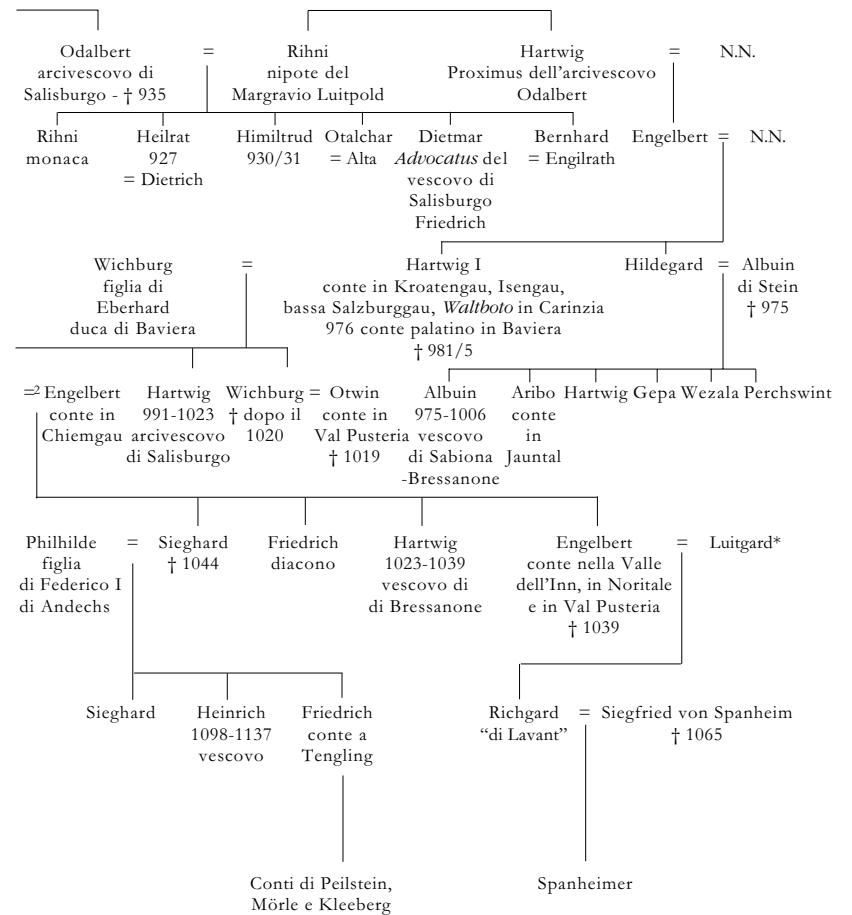 Odalbert = Rihni Hartwig = N.N.
arcivescovo di nipote del Proximus dell'arcivescovo
Salisburgo - † 935 Margravio Luitpold Odalbert
Rihni Heilrat Himiltrud Otalchar Dietmar Bernhard Engelbert = N.N.
monaca 927 930/31 = Alta Advocatus del = Engilrath
= Dietrich vescovo di
Salisburgo
Friedrich
Wichburg = Hartwig I Hildegard = Albuin
figlia di conte in Kroatengau, Isengau, di Stein
Eberhard bassa Salzburggau, Waltboto in Carinzia † 975
duca di Baviera 976 conte palatino in Baviera
† 981/5
=2 Engelbert Hartwig Wichburg = Otwin Albuin Aribo Hartwig Gepa Wezala Perchswint
conte in 991-1023 † dopo il conte in 975-1006 conte
Chiemgau arcivescovo 1020 Val Pusteria vescovo in
di Salisburgo † 1019 di Sabiona Jauntal
-Bressanone
Philhilde = Sieghard Friedrich Hartwig Engelbert = Luitgard*
figlia † 1044 diacono 1023-1039 conte nella Valle
di Federico I vescovo di dell'Inn, in Noritale
di Andechs di Bressanone e in Val Pusteria
† 1039
Sieghard Heinrich Friedrich Richgard = Siegfried von Spanheim
1098-1137 conte a “di Lavant” † 1065
vescovo Tengling
Conti di Peilstein, Spanheimer
Mörle e Kleeberg